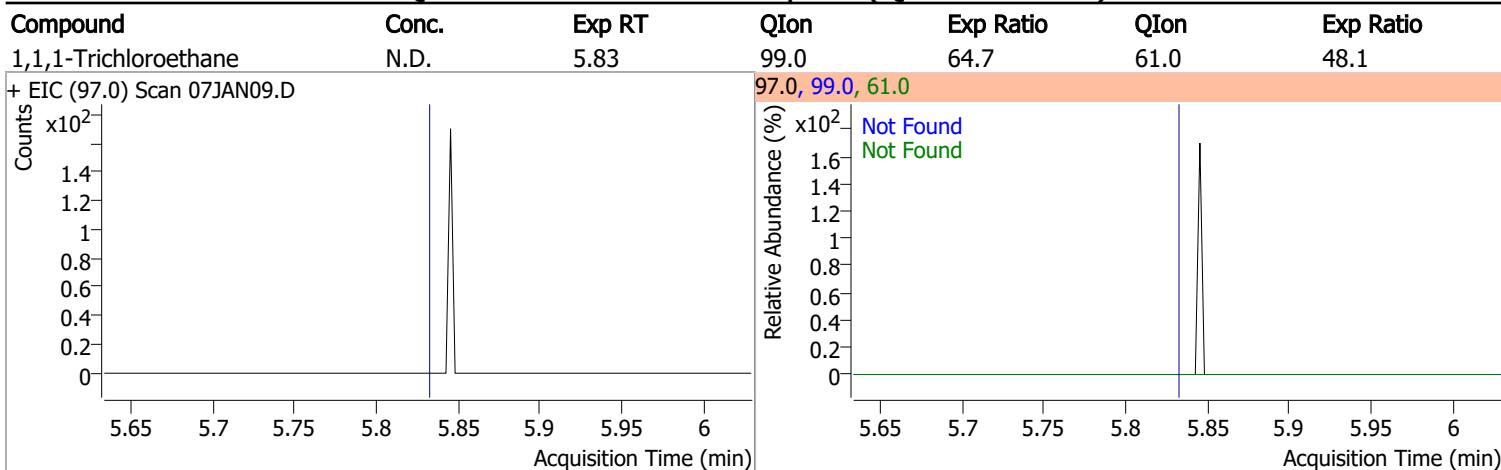 Compound Conc. Exp RT QIon Exp Ratio QIon Exp Ratio
1,1,1-Trichloroethane N.D. 5.83 99.0 64.7 61.0 48.1
+ EIC (97.0) Scan 07JAN09.D
Counts
x10²
1.4
1.2
1
0.8
0.6
0.4
0.2
0
5.65 5.7 5.75 5.8 5.85 5.9 5.95 6
Acquisition Time (min)
97.0, 99.0, 61.0
Relative Abundance (%)
x10²
Not Found
Not Found
1.6
1.4
1.2
1
0.8
0.6
0.4
0.2
0
5.65 5.7 5.75 5.8 5.85 5.9 5.95 6
Acquisition Time (min)